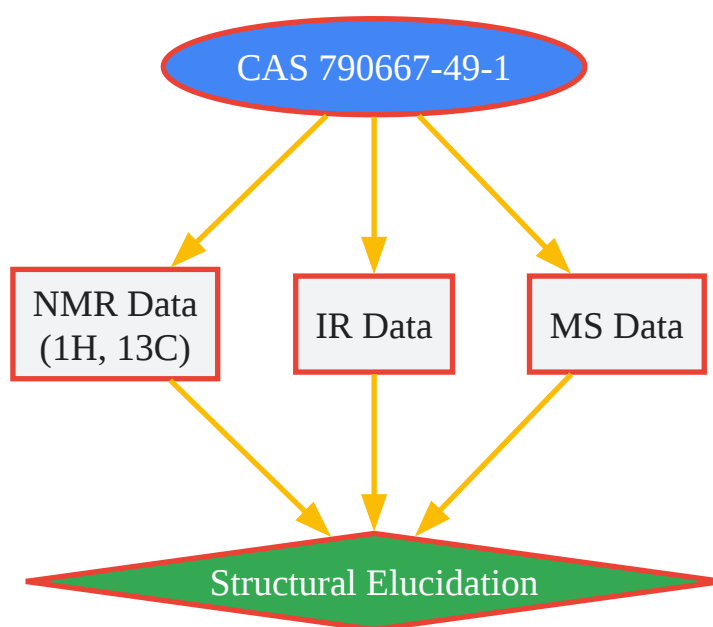 CAS 790667-49-1
NMR Data
(1H, 13C)
IR Data
MS Data
Structural Elucidation